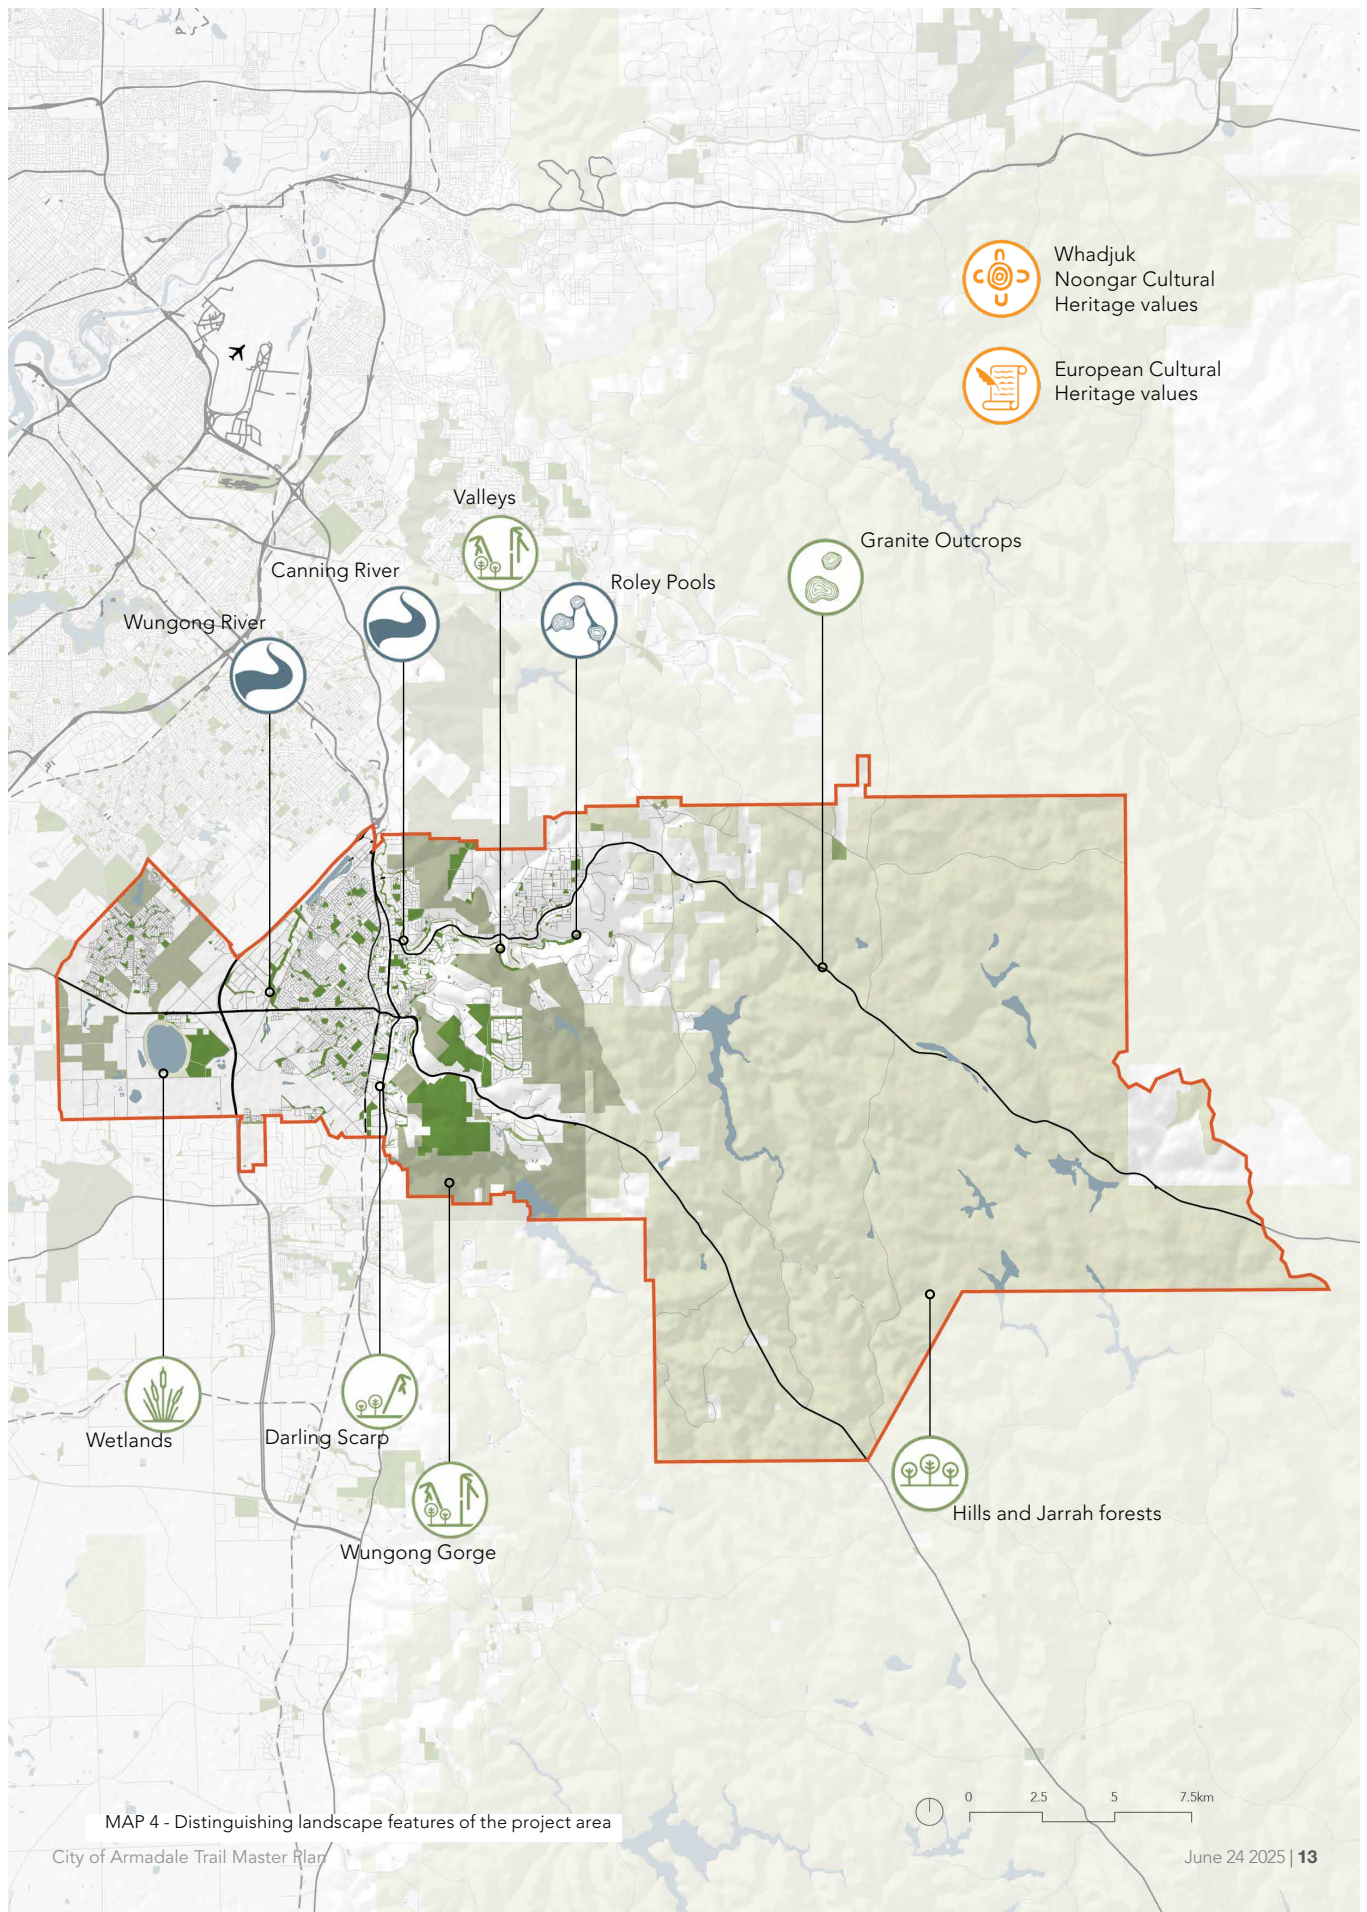 Whadjuk
Noongar Cultural
Heritage values
European Cultural
Heritage values
Valleys
Granite Outcrops
Canning River
Roley Pools
Wungong River
Wetlands
Darling Scarp
Wungong Gorge
Hills and Jarrah forests
0 2.5 5 7.5km
MAP 4 - Distinguishing landscape features of the project area
City of Armadale Trail Master Plan
June 24 2025 | 13